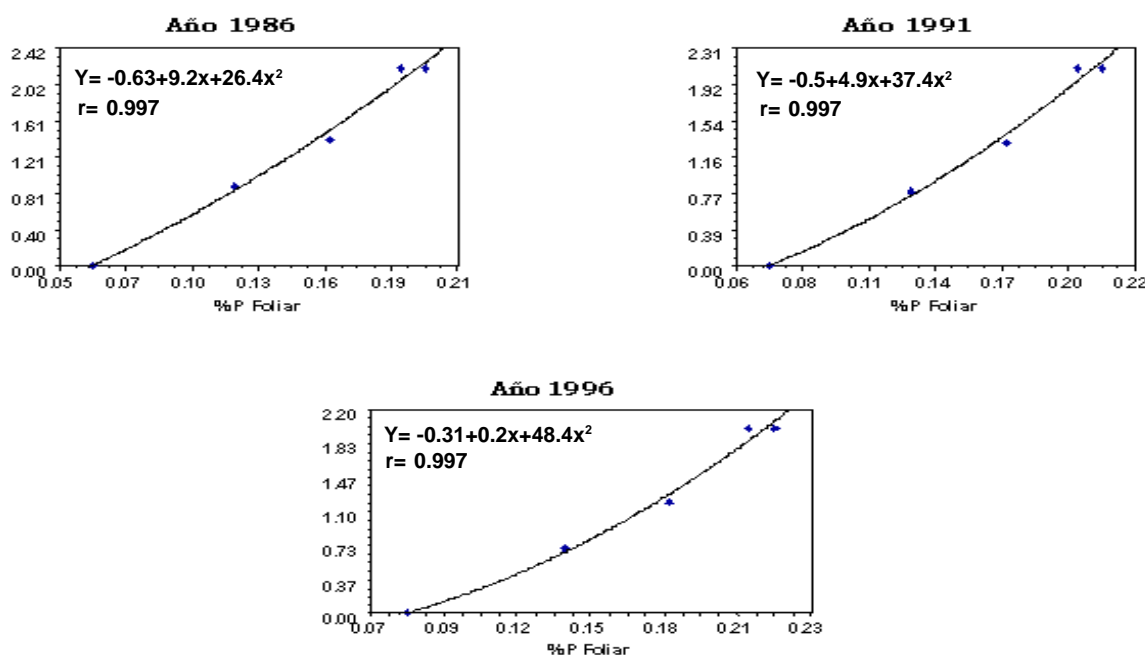 Año 1986
2.42
2.02
1.61
1.21
0.81
0.40
0.00
Y= -0.63+9.2x+26.4x²
r= 0.997
0.05 0.07 0.10 0.13 0.16 0.19 0.21
%P Foliar
Año 1991
2.31
1.92
1.54
1.16
0.77
0.39
0.00
Y= -0.5+4.9x+37.4x²
r= 0.997
0.06 0.08 0.11 0.14 0.17 0.20 0.22
%P Foliar
Año 1996
2.20
1.83
1.47
1.10
0.73
0.37
0.00
Y= -0.31+0.2x+48.4x²
r= 0.997
0.07 0.09 0.12 0.15 0.18 0.21 0.23
%P Foliar